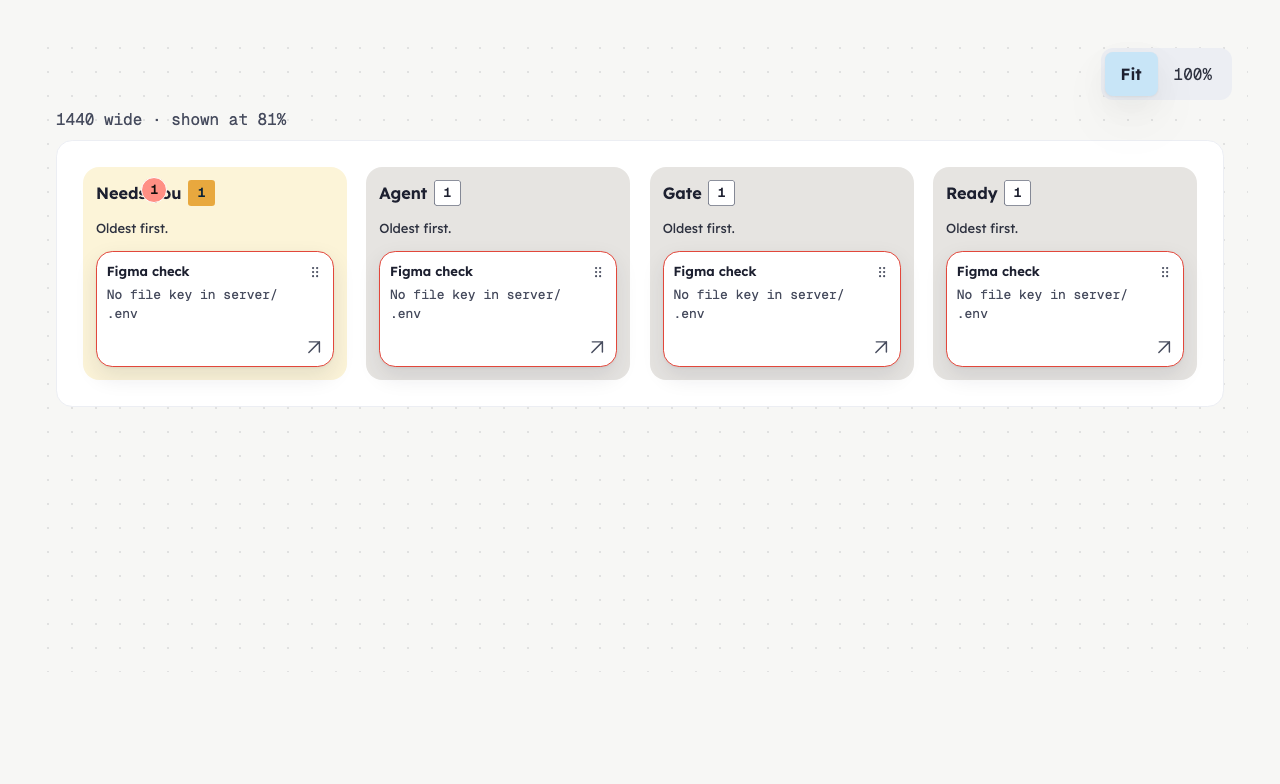 Fit 100%
1440 wide · shown at 81%
Needs 1 ou 1
Agent 1
Gate 1
Ready 1
Oldest first.
Oldest first.
Oldest first.
Oldest first.
Figma check
No file key in server/
.env
Figma check
No file key in server/
.env
Figma check
No file key in server/
.env
Figma check
No file key in server/
.env